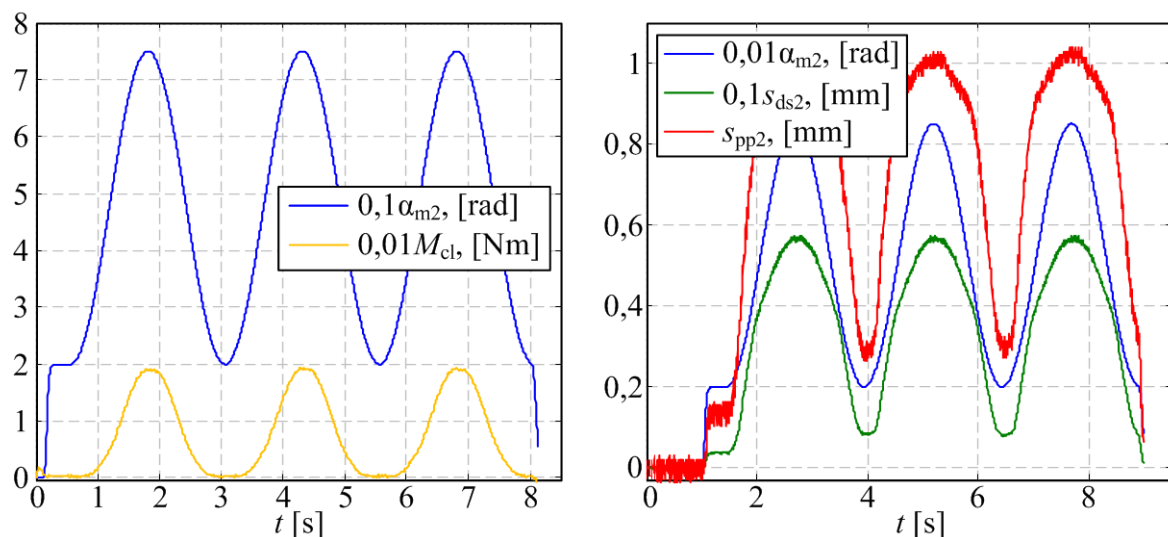 8
7
6
5
4
3
2
1
0
0 1 2 3 4 5 6 7 8
t [s]
0,1αm2, [rad]
0,01Mcl, [Nm]
1
0,8
0,6
0,4
0,2
0
0 2 4 6 8
t [s]
0,01αm2, [rad]
0,1sds2, [mm]
spp2, [mm]